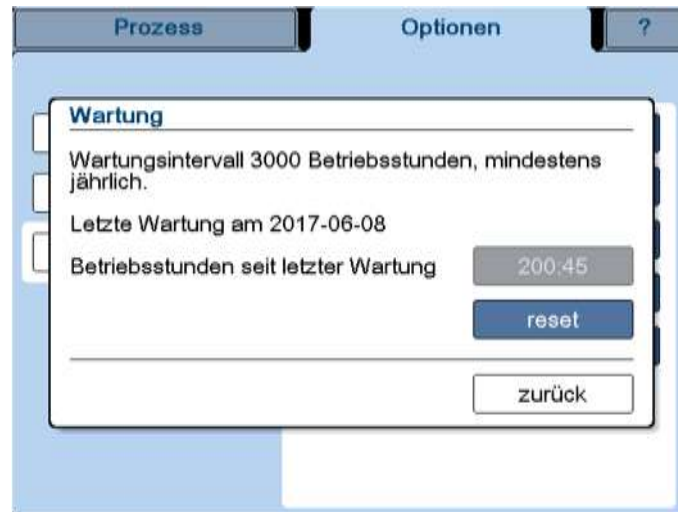 Prozess
Optionen
?
Wartung
Wartungsintervall 3000 Betriebsstunden, mindestens
jährlich.
Letzte Wartung am 2017-06-08
Betriebsstunden seit letzter Wartung
200:45
reset
zurück